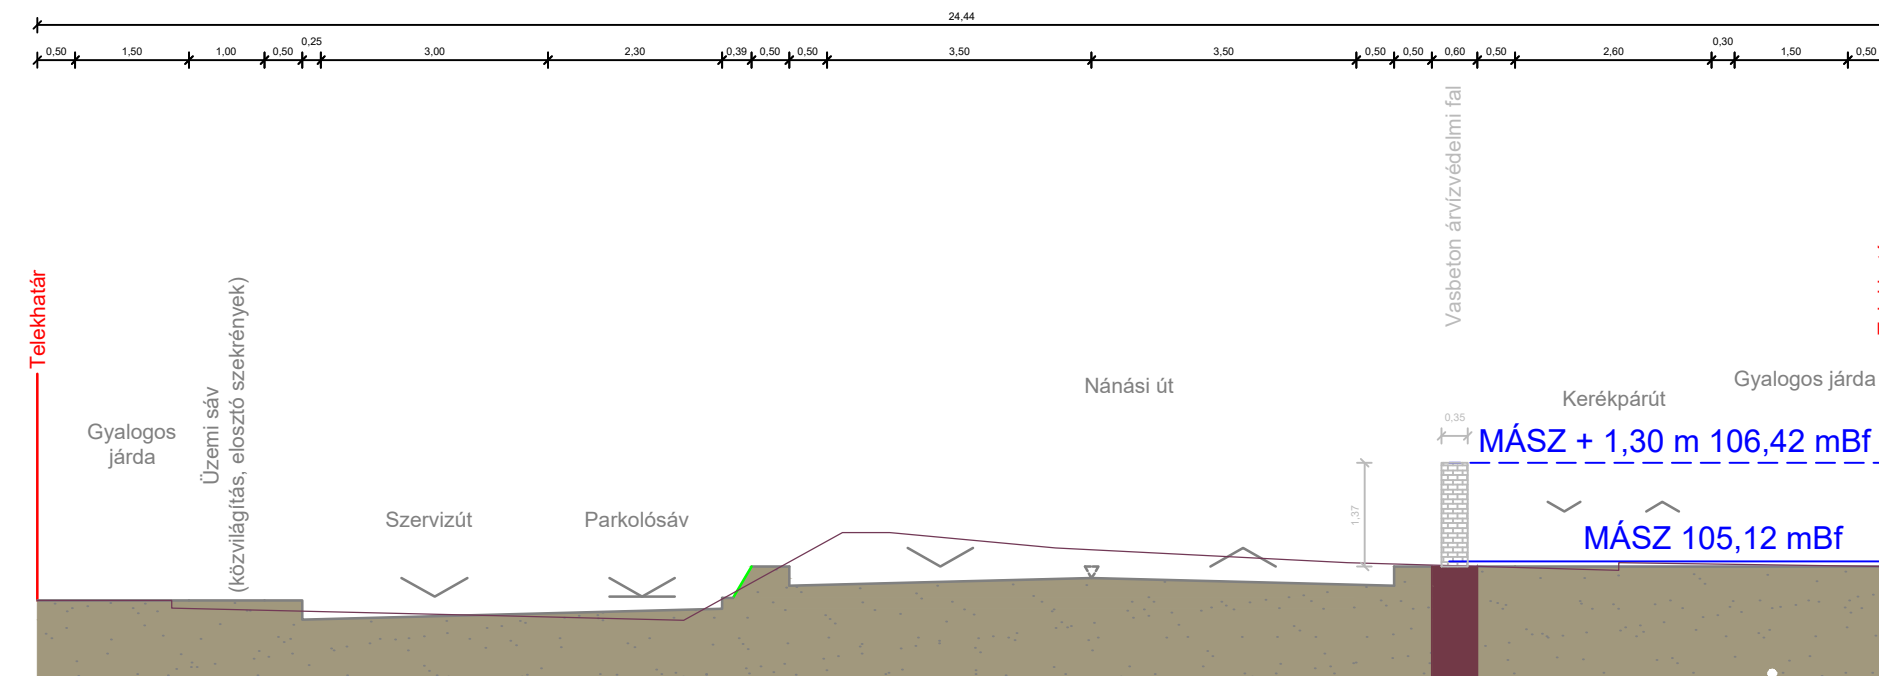 24,44
0,50 1,50 1,00 0,50 0,25 3,00 2,30 0,39 0,50 0,50 3,50 3,50 0,50 0,50 0,60 0,50 2,60 0,30 1,50 0,50
Telekhatár
Gyalogos
járda
Üzemi sáv
(közvilágítás, elosztó szekrények)
Szervizút
Parkolósáv
Nánási út
1,37
Vasbeton árvízvédelmi fal
0,35
Kerékpárút
Gyalogos járda
MÁSZ + 1,30 m 106,42 mBf
MÁSZ 105,12 mBf